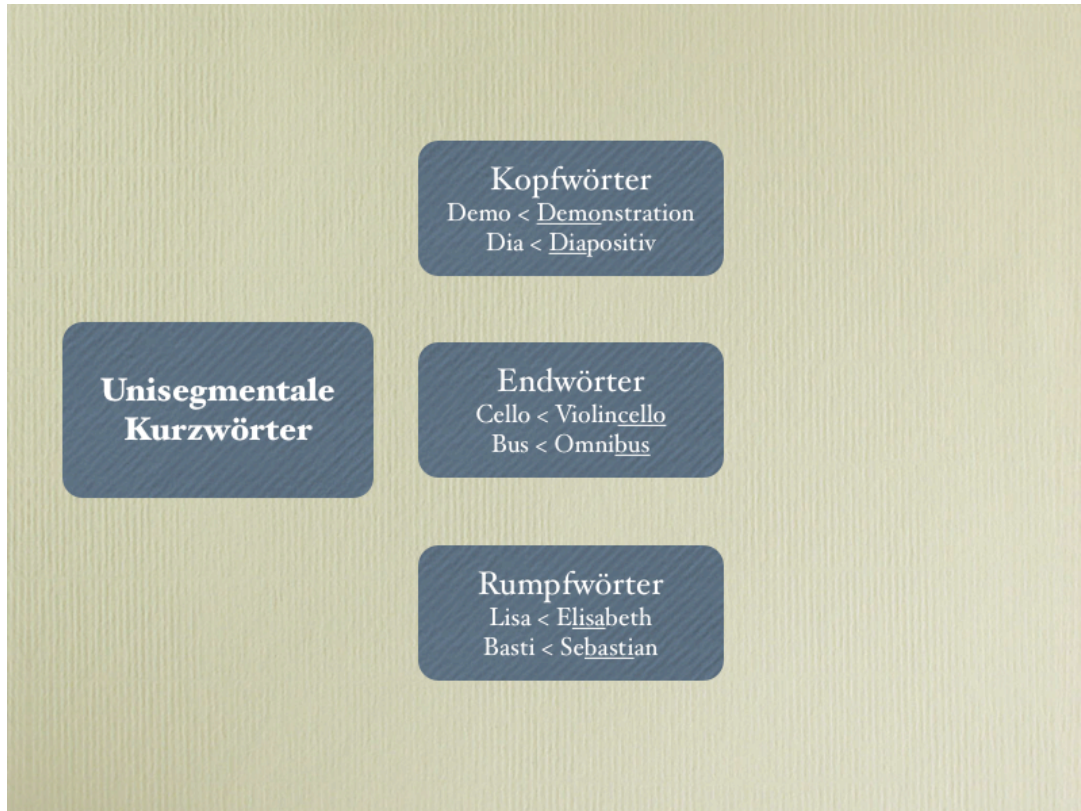 Unisegmentale
Kurzwörter
Kopfwörter
Demo < Demonstration
Dia < Diapositiv
Endwörter
Cello < Violincello
Bus < Omnibus
Rumpfwörter
Lisa < Elisabeth
Basti < Sebastian